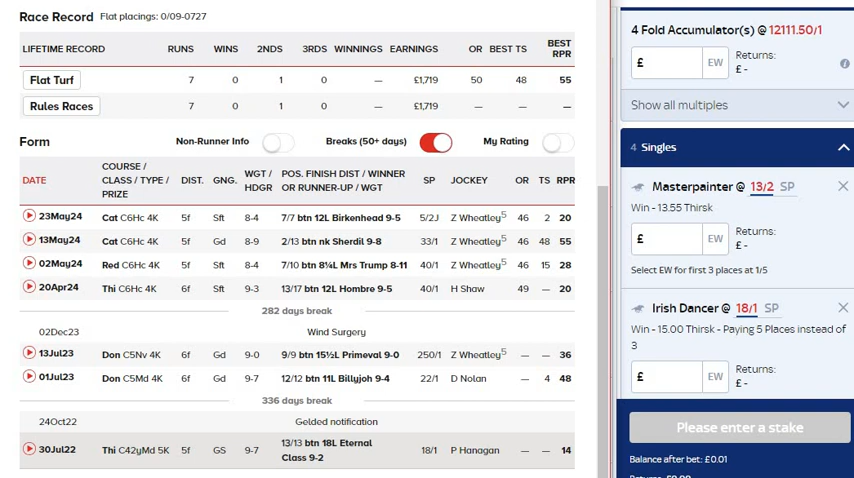 Race Record Flat placings: 0/09-0727
LIFETIME RECORD RUNS WINS 2NDS 3RDS WINNINGS EARNINGS OR BEST TS BEST RPR
Flat Turf 7 0 1 0 — £1,719 50 48 55
Rules Races 7 0 1 0 — £1,719 — — —
Form Non-Runner Info Breaks (50+ days) My Rating
DATE COURSE / CLASS / TYPE / PRIZE DIST. GNG. WGT / HDGR POS. FINISH DIST / WINNER OR RUNNER-UP / WGT SP JOCKEY OR TS RPR
23May24 Cat C6Hc 4K 5f Sft 8-4 7/7 btn 12L Birkenhead 9-5 5/2J Z Wheatley5 46 2 20
13May24 Cat C6Hc 4K 5f Gd 8-9 2/13 btn nk Sherdil 9-8 33/1 Z Wheatley5 46 48 55
02May24 Red C6Hc 4K 5f Sft 8-4 7/10 btn 8¼L Mrs Trump 8-11 40/1 Z Wheatley5 46 15 28
20Apr24 Thi C6Hc 4K 6f Sft 9-3 13/17 btn 12L Hombre 9-5 40/1 H Shaw 49 — 20
282 days break
02Dec23 Wind Surgery
13Jul23 Don C5Nv 4K 6f Gd 9-0 9/9 btn 15½L Primeval 9-0 250/1 Z Wheatley5 — — 36
01Jul23 Don C5Md 4K 6f Gd 9-7 12/12 btn 11L Billyjoh 9-4 22/1 D Nolan — 4 48
336 days break
24Oct22 Gelded notification
30Jul22 Thi C42yMd 5K 5f GS 9-7 13/13 btn 18L Eternal Class 9-2 18/1 P Hanagan — — 14
4 Fold Accumulator(s) @ 12111.50/1
£ EW Returns:
£ -
Show all multiples
4 Singles
Masterpainter @ 13/2 SP
Win - 13.55 Thirsk
£ EW Returns:
£ -
Select EW for first 3 places at 1/5
Irish Dancer @ 18/1 SP
Win - 15.00 Thirsk - Paying 5 Places instead of
3
£ EW Returns:
£ -
Please enter a stake
Balance after bet: £0.01
Returns: £0.00